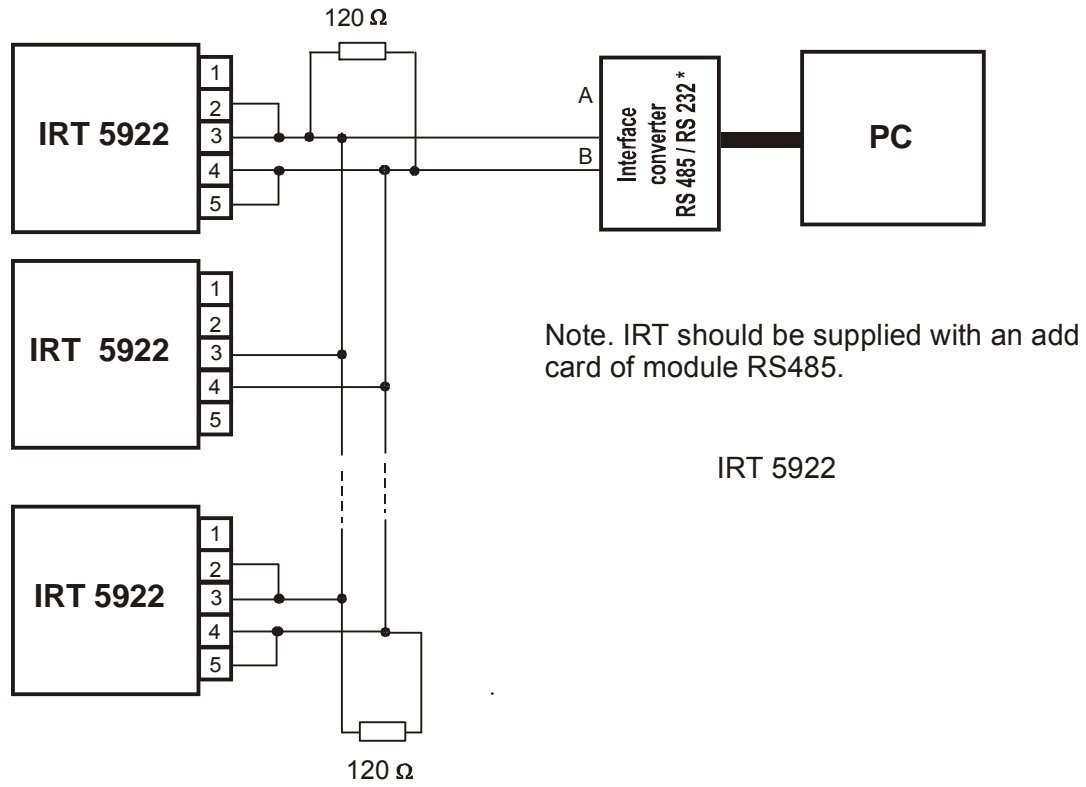 120 Ω
IRT 5922
1
2
3
4
5
A
B
Interface
converter
RS 485 / RS 232 *
PC
IRT 5922
1
2
3
4
5
Note. IRT should be supplied with an add
card of module RS485.
IRT 5922
IRT 5922
1
2
3
4
5
120 Ω